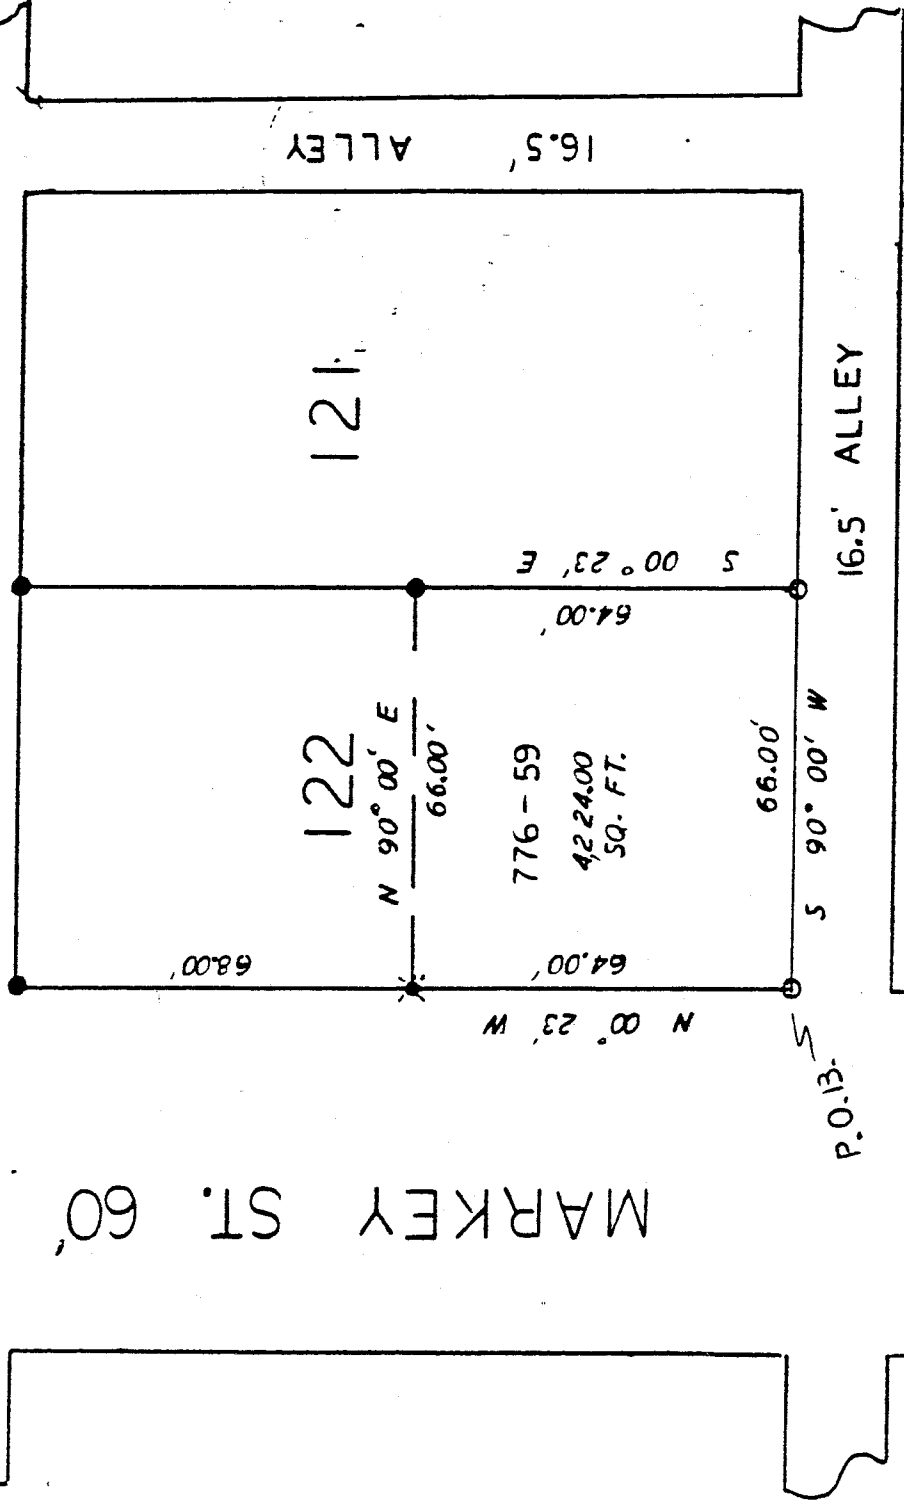 16.5' ALLEY
121
S 00° 23' E
64.00'
16.5' ALLEY
122
N 90° 00' E
66.00'
776-59
4,224.00
SQ. FT.
66.00'
S 90° 00' W
68.00'
64.00'
N 00° 23' W
P.O.B.
MARKEY ST. 60'